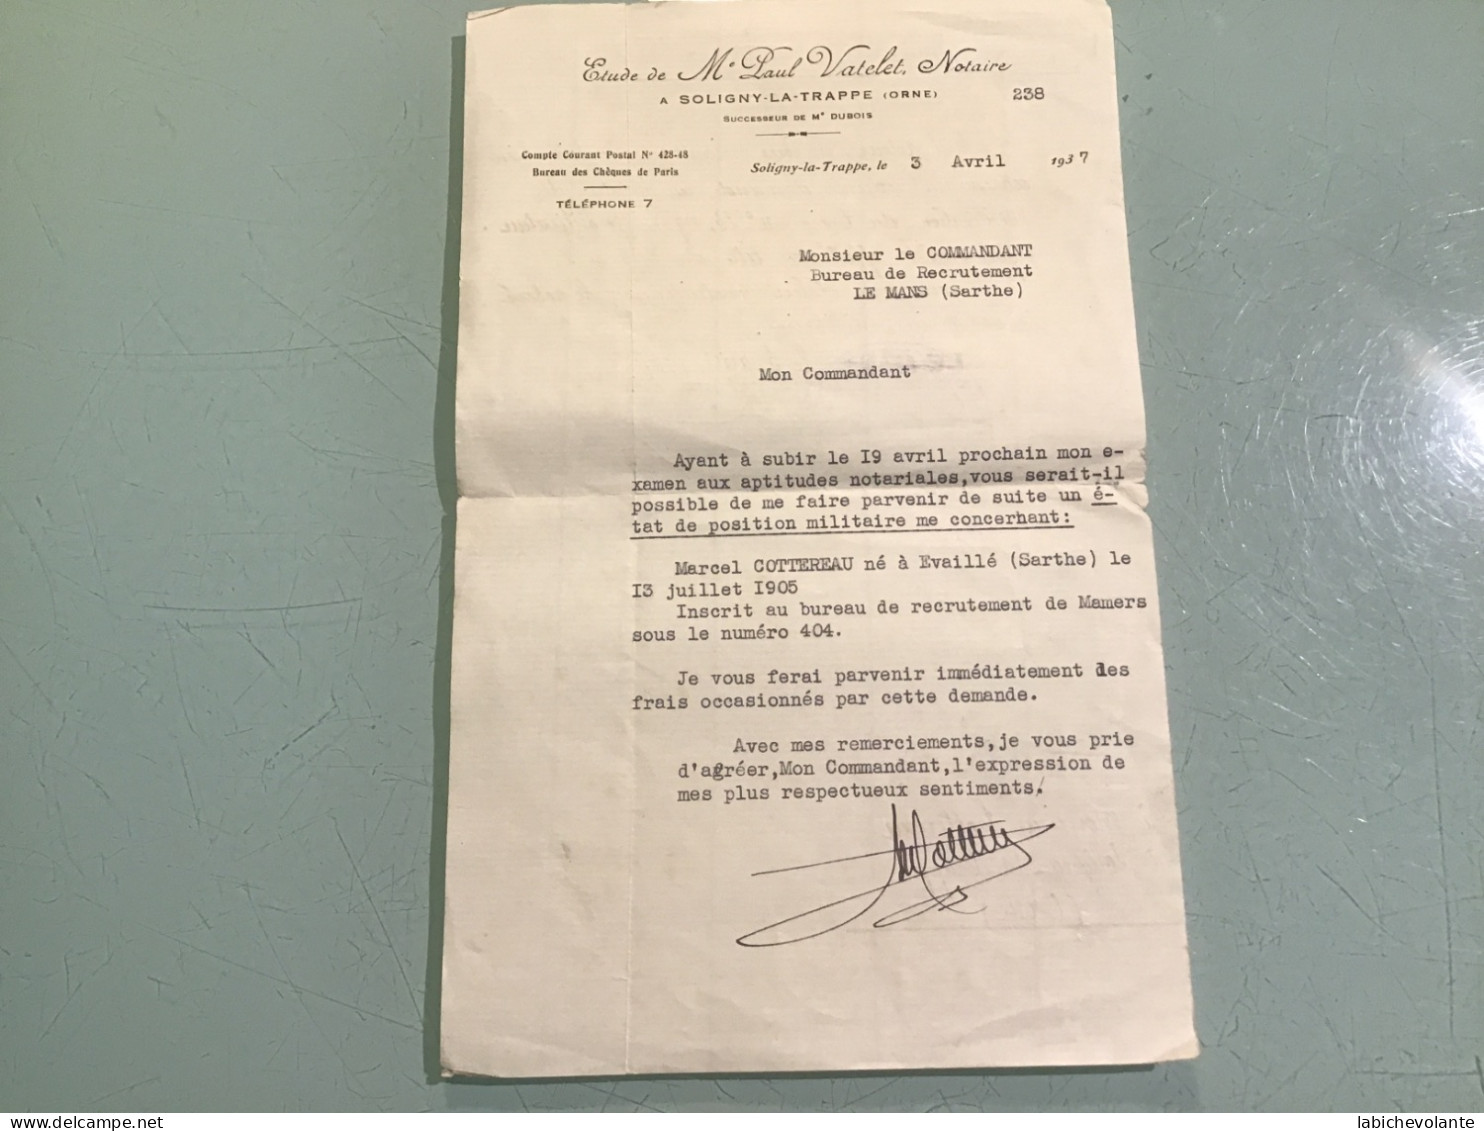 Etude de Mᵉ Paul Vatelet, Notaire
A SOLIGNY-LA-TRAPPE (ORNE)
238
SUCCESSEUR DE Mᵉ DUBOIS
Compte Courant Postal N° 428-48
Bureau des Chèques de Paris
TÉLÉPHONE 7
Soligny-la-Trappe, le 3 Avril 1937
Monsieur le COMMANDANT
Bureau de Recrutement
LE MANS (Sarthe)
Mon Commandant
Ayant à subir le I9 avril prochain mon e-
xamen aux aptitudes notariales,vous serait-il
possible de me faire parvenir de suite un é-
tat de position militaire me concerhant:
Marcel COTTEREAU né à Evaillé (Sarthe) le
I3 juillet I905
Inscrit au bureau de recrutement de Mamers
sous le numéro 404.
Je vous ferai parvenir immédiatement les
frais occasionnés par cette demande.
Avec mes remerciements,je vous prie
d'agréer,Mon Commandant,l'expression de
mes plus respectueux sentiments.
delcampe.net
labichevolante